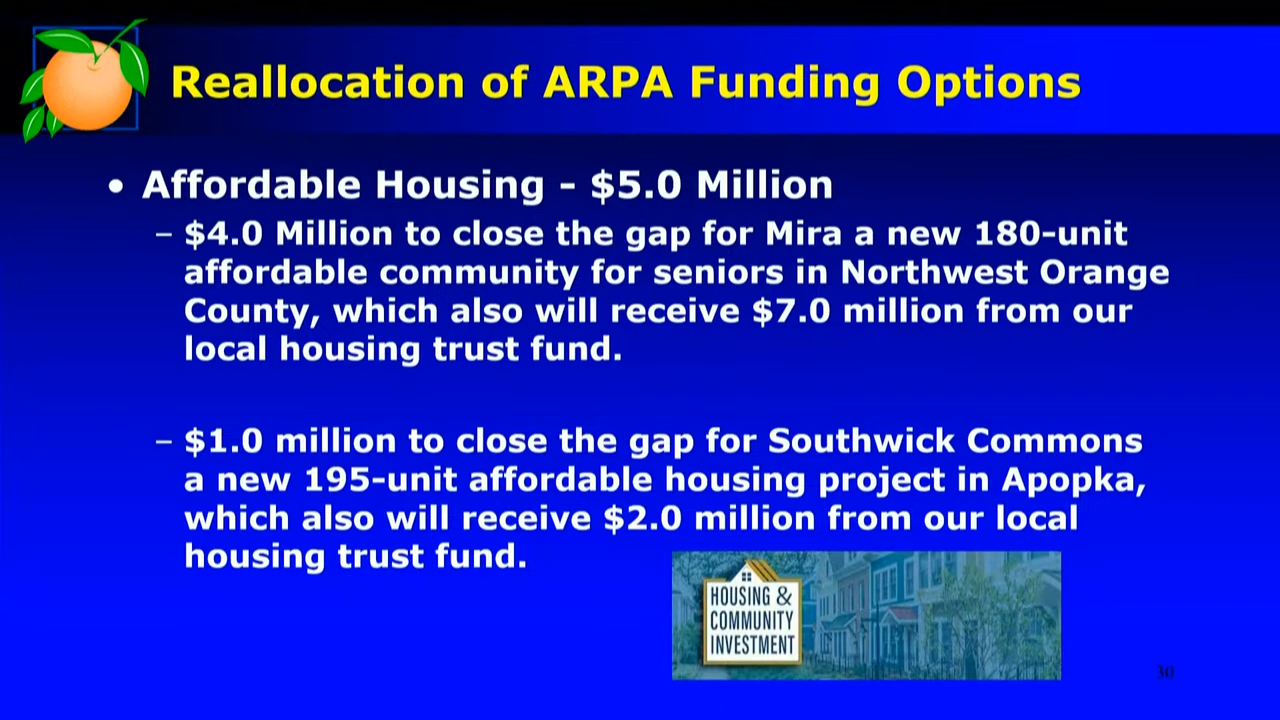 Reallocation of ARPA Funding Options
• Affordable Housing - $5.0 Million
– $4.0 Million to close the gap for Mira a new 180-unit
affordable community for seniors in Northwest Orange
County, which also will receive $7.0 million from our
local housing trust fund.
– $1.0 million to close the gap for Southwick Commons
a new 195-unit affordable housing project in Apopka,
which also will receive $2.0 million from our local
housing trust fund.
HOUSING &
COMMUNITY
INVESTMENT
30